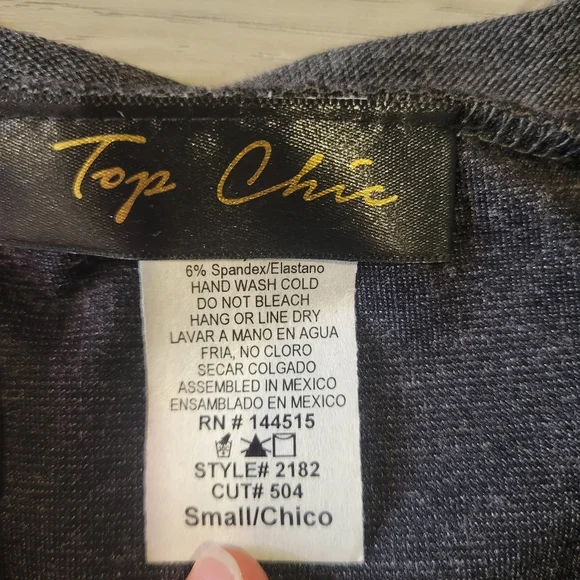 Top Chic
6% Spandex/Elastano
HAND WASH COLD
DO NOT BLEACH
HANG OR LINE DRY
LAVAR A MANO EN AGUA
FRIA, NO CLORO
SECAR COLGADO
ASSEMBLED IN MEXICO
ENSAMBLADO EN MEXICO
RN # 144515
STYLE# 2182
CUT# 504
Small/Chico